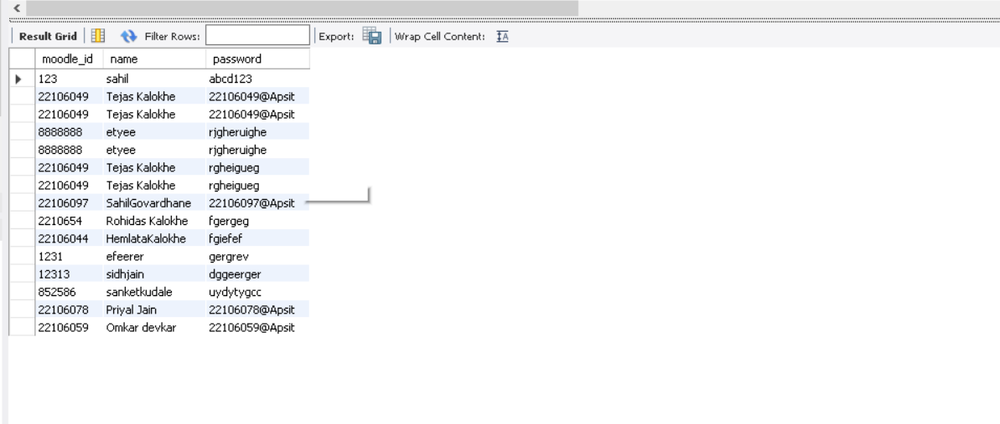 Result Grid Filter Rows: Export: Wrap Cell Content:
moodle_id name password
123 sahil abcd123
22106049 Tejas Kalokhe 22106049@Apsit
22106049 Tejas Kalokhe 22106049@Apsit
8888888 etyee rjgheruighe
8888888 etyee rjgheruighe
22106049 Tejas Kalokhe rgheigueg
22106049 Tejas Kalokhe rgheigueg
22106097 SahilGovardhane 22106097@Apsit
2210654 Rohidas Kalokhe fgergeg
22106044 HemlataKalokhe fgiefef
1231 efeerer gergrev
12313 sidhjain dggeerger
852586 sanketkudale uydytygcc
22106078 Priyal Jain 22106078@Apsit
22106059 Omkar devkar 22106059@Apsit